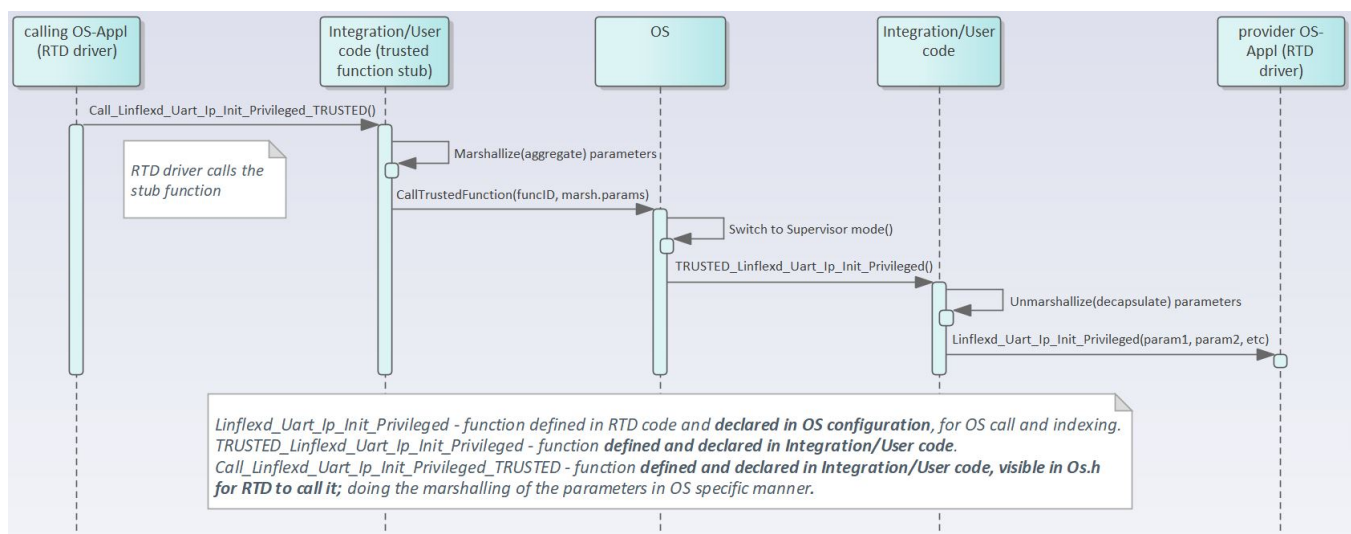 calling OS-Appl
(RTD driver)
Integration/User
code (trusted
function stub)
OS
Integration/User
code
provider OS-
Appl (RTD
driver)
Call_Linflexd_Uart_Ip_Init_Privileged_TRUSTED()
RTD driver calls the
stub function
Marshallize(aggregate) parameters
CallTrustedFunction(funcID, marsh.params)
Switch to Supervisor mode()
TRUSTED_Linflexd_Uart_Ip_Init_Privileged()
Unmarshallize(decapsulate) parameters
Linflexd_Uart_Ip_Init_Privileged(param1, param2, etc)
Linflexd_Uart_Ip_Init_Privileged - function defined in RTD code and declared in OS configuration, for OS call and indexing.
TRUSTED_Linflexd_Uart_Ip_Init_Privileged - function defined and declared in Integration/User code.
Call_Linflexd_Uart_Ip_Init_Privileged_TRUSTED - function defined and declared in Integration/User code, visible in Os.h
for RTD to call it; doing the marshalling of the parameters in OS specific manner.